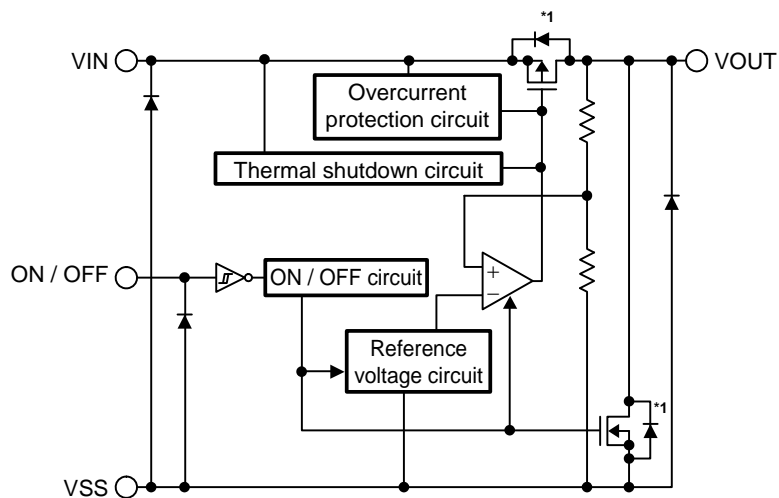 *1
VIN
VOUT
Overcurrent
protection circuit
Thermal shutdown circuit
ON / OFF
ON / OFF circuit
+
−
Reference
voltage circuit
*1
VSS